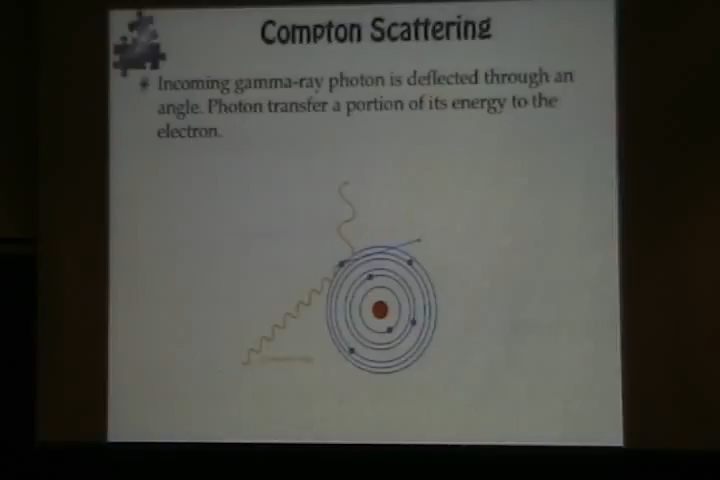 Compton Scattering
Incoming gamma-ray photon is deflected through an
angle. Photon transfer a portion of its energy to the
electron.